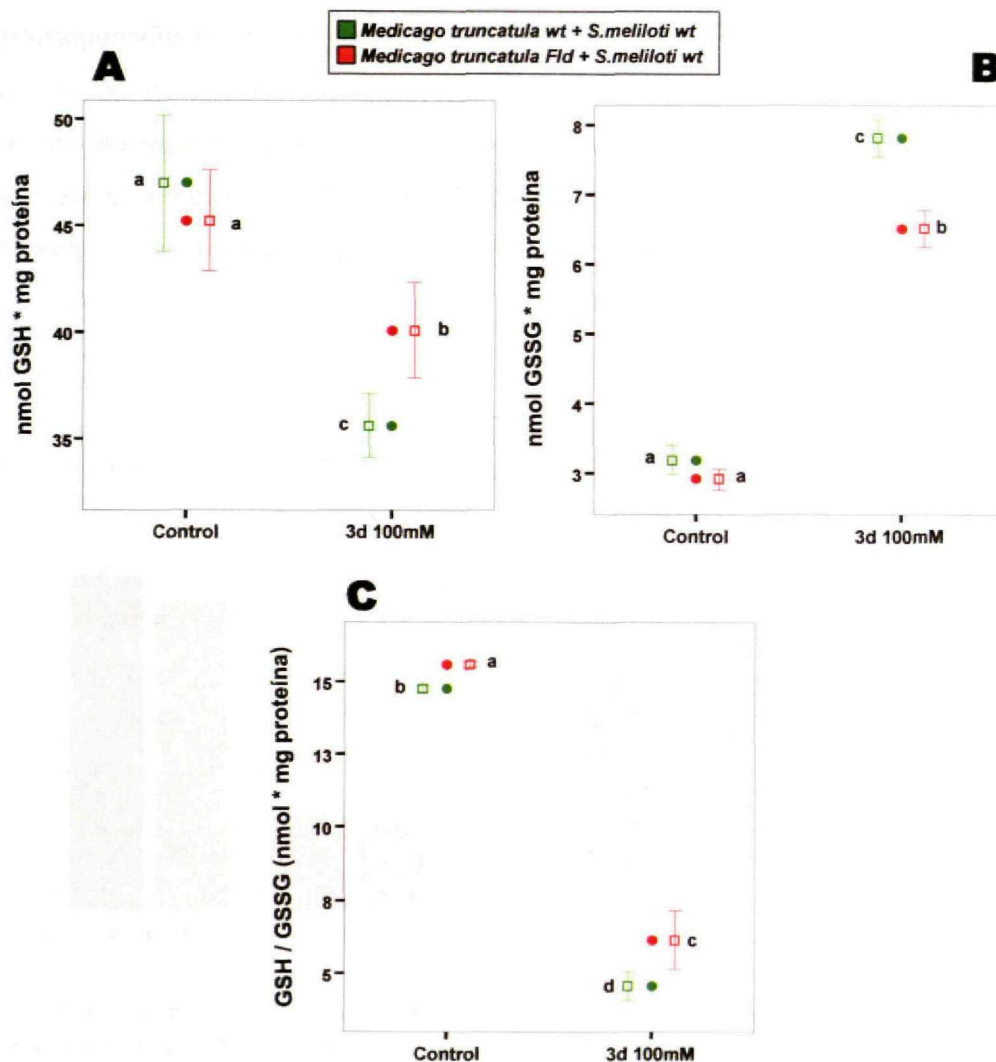 Medicago truncatula wt + S.meliloti wt
Medicago truncatula Fld + S.meliloti wt
A
B
nmol GSH * mg proteína
50
45
40
35
a
a
c
b
Control
3d 100mM
nmol GSSG * mg proteína
8
7
6
5
4
3
a
a
c
b
Control
3d 100mM
C
GSH / GSSG (nmol * mg proteína)
15
13
10
8
5
b
a
d
c
Control
3d 100mM